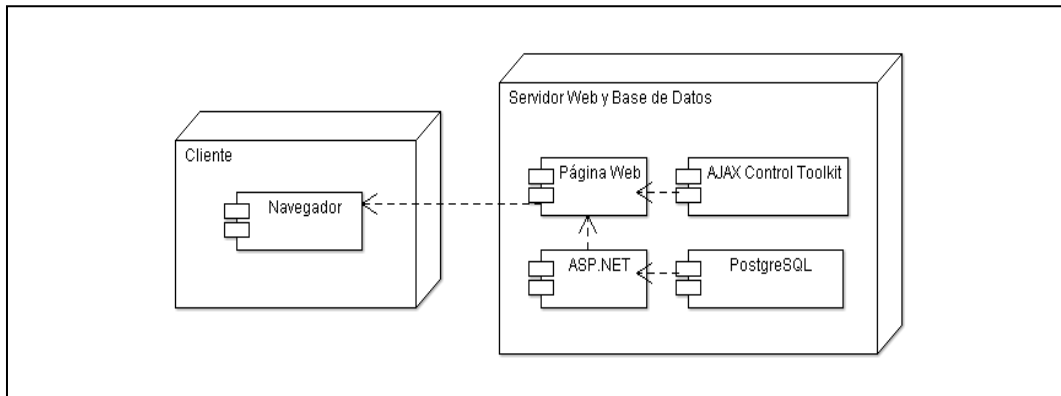 Servidor Web y Base de Datos
Cliente
Página Web
AJAX Control Toolkit
Navegador
ASP.NET
PostgreSQL